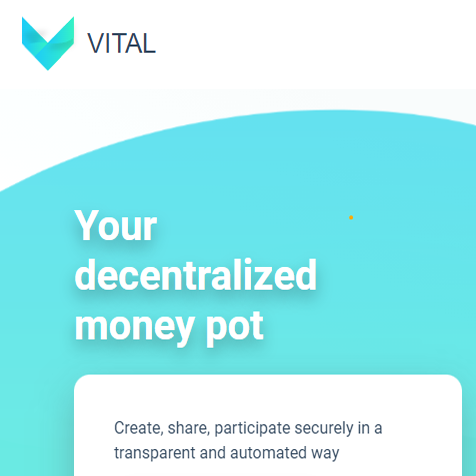 VITAL
Your
decentralized
money pot
Create, share, participate securely in a
transparent and automated way